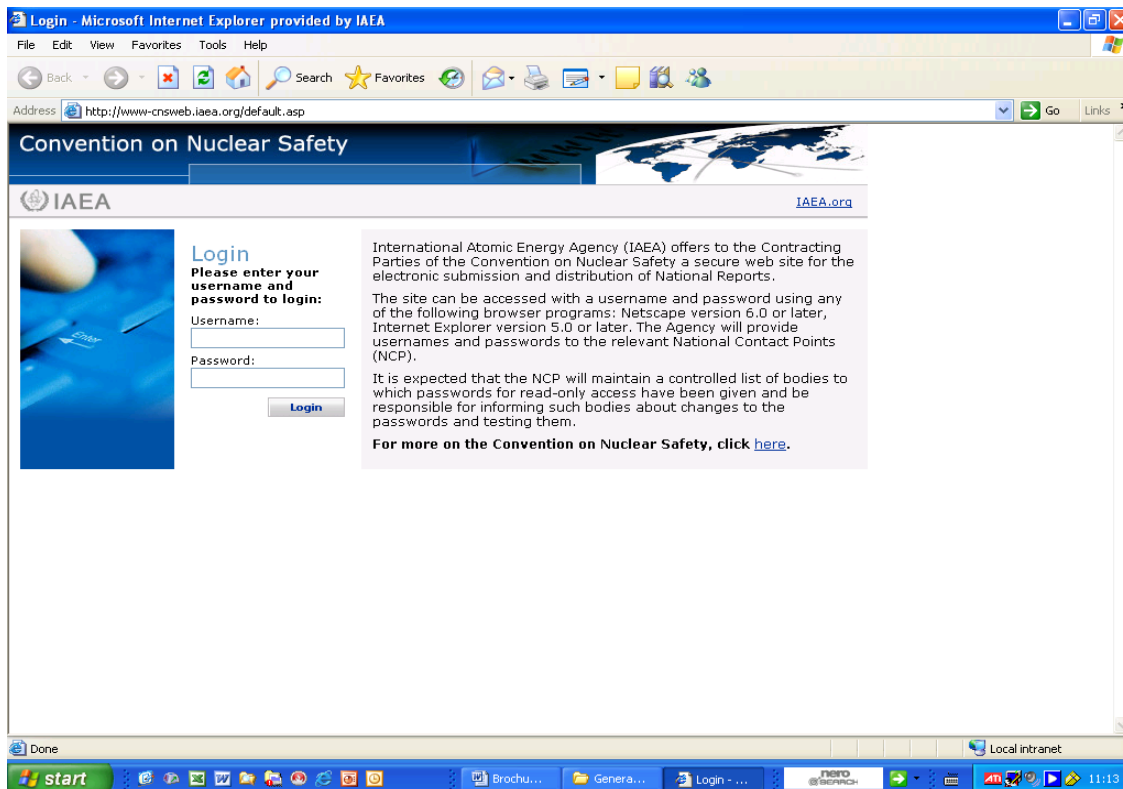 Login - Microsoft Internet Explorer provided by IAEA
File Edit View Favorites Tools Help
Back Search Favorites
Address http://www-cnsweb.iaea.org/default.asp Go Links
Convention on Nuclear Safety
IAEA IAEA.org
Login
Please enter your
username and
password to login:
Username:
Password:
Login
Enter
International Atomic Energy Agency (IAEA) offers to the Contracting
Parties of the Convention on Nuclear Safety a secure web site for the
electronic submission and distribution of National Reports.
The site can be accessed with a username and password using any
of the following browser programs: Netscape version 6.0 or later,
Internet Explorer version 5.0 or later. The Agency will provide
usernames and passwords to the relevant National Contact Points
(NCP).
It is expected that the NCP will maintain a controlled list of bodies to
which passwords for read-only access have been given and be
responsible for informing such bodies about changes to the
passwords and testing them.
For more on the Convention on Nuclear Safety, click here.
Done Local intranet
start Brochu... Genera... Login - ... nero SEARCH ATI 11:13